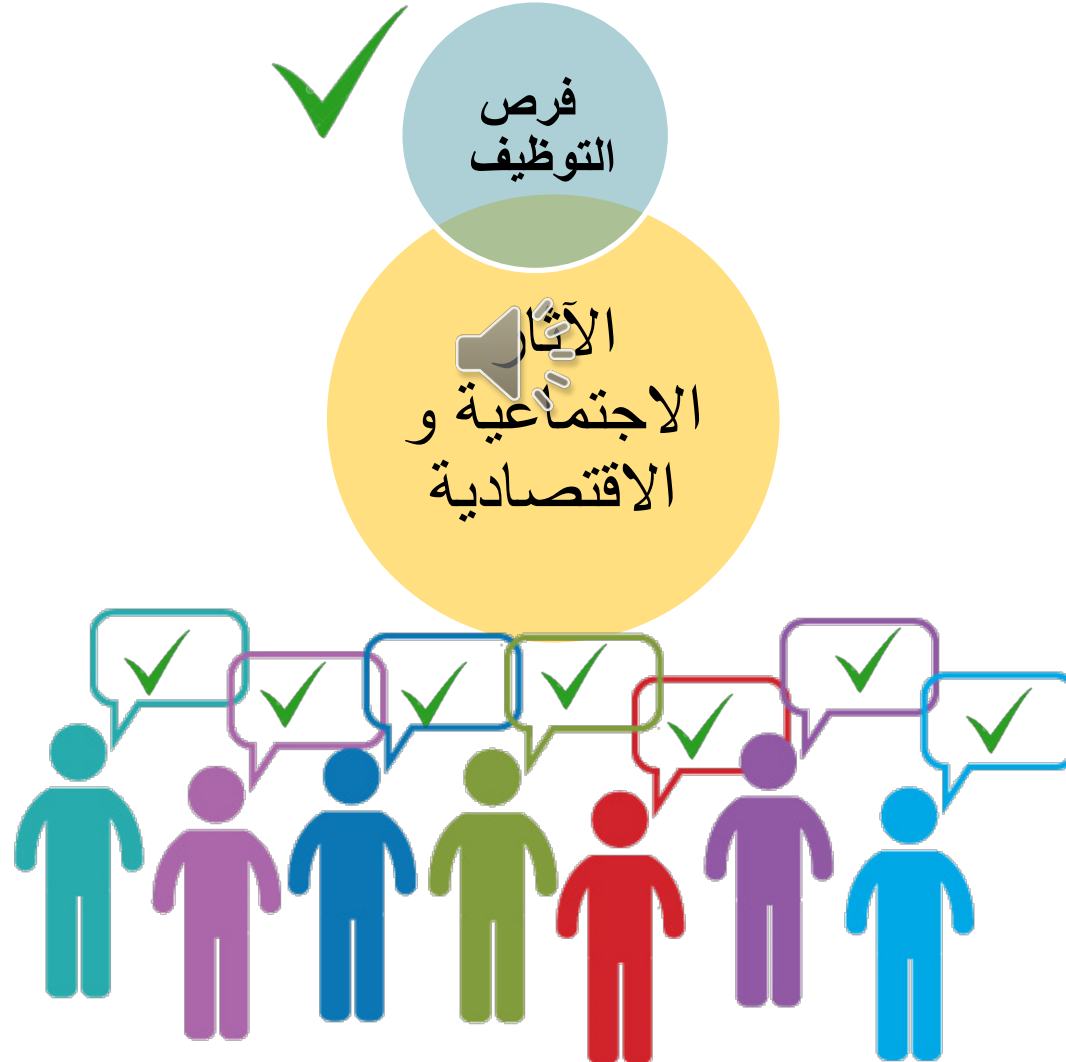 فرص
التوظيف
الآثار
الاجتماعية و
الاقتصادية